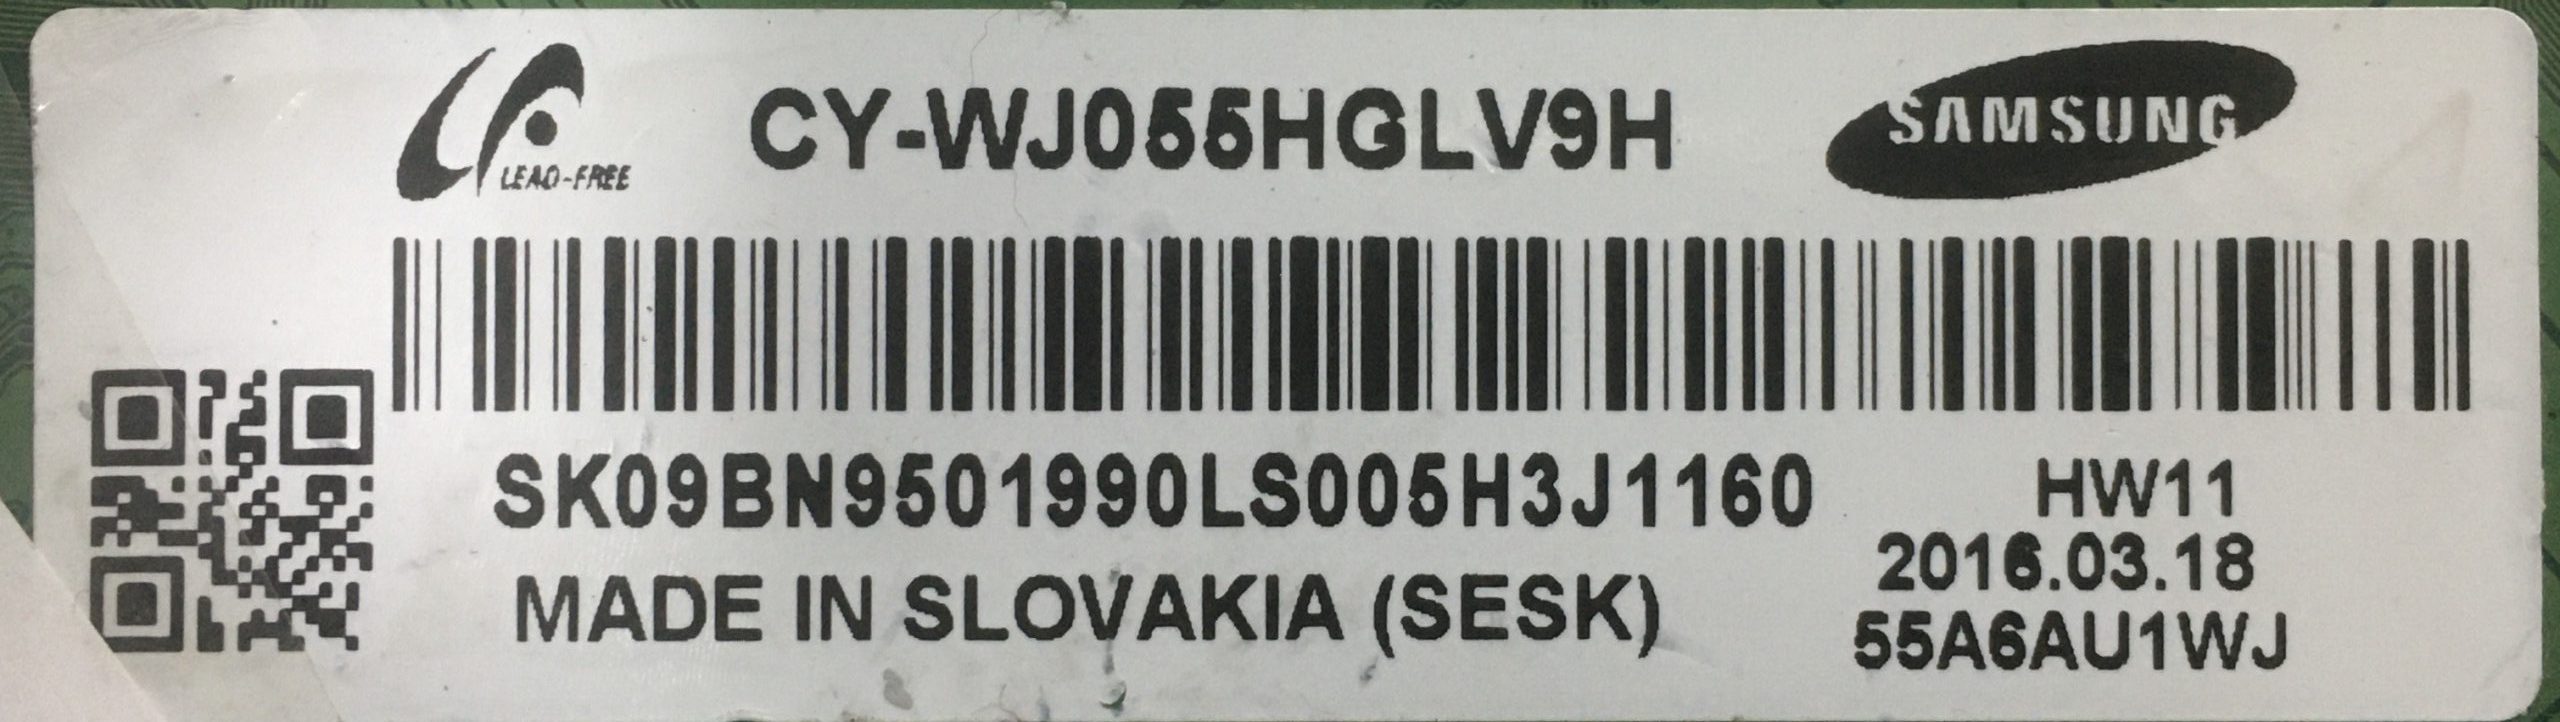 LEAD-FREE
CY-WJ055HGLV9H
SAMSUNG
SK09BN9501990LS005H3J1160
HW11
2016.03.18
MADE IN SLOVAKIA (SESK)
55A6AU1WJ